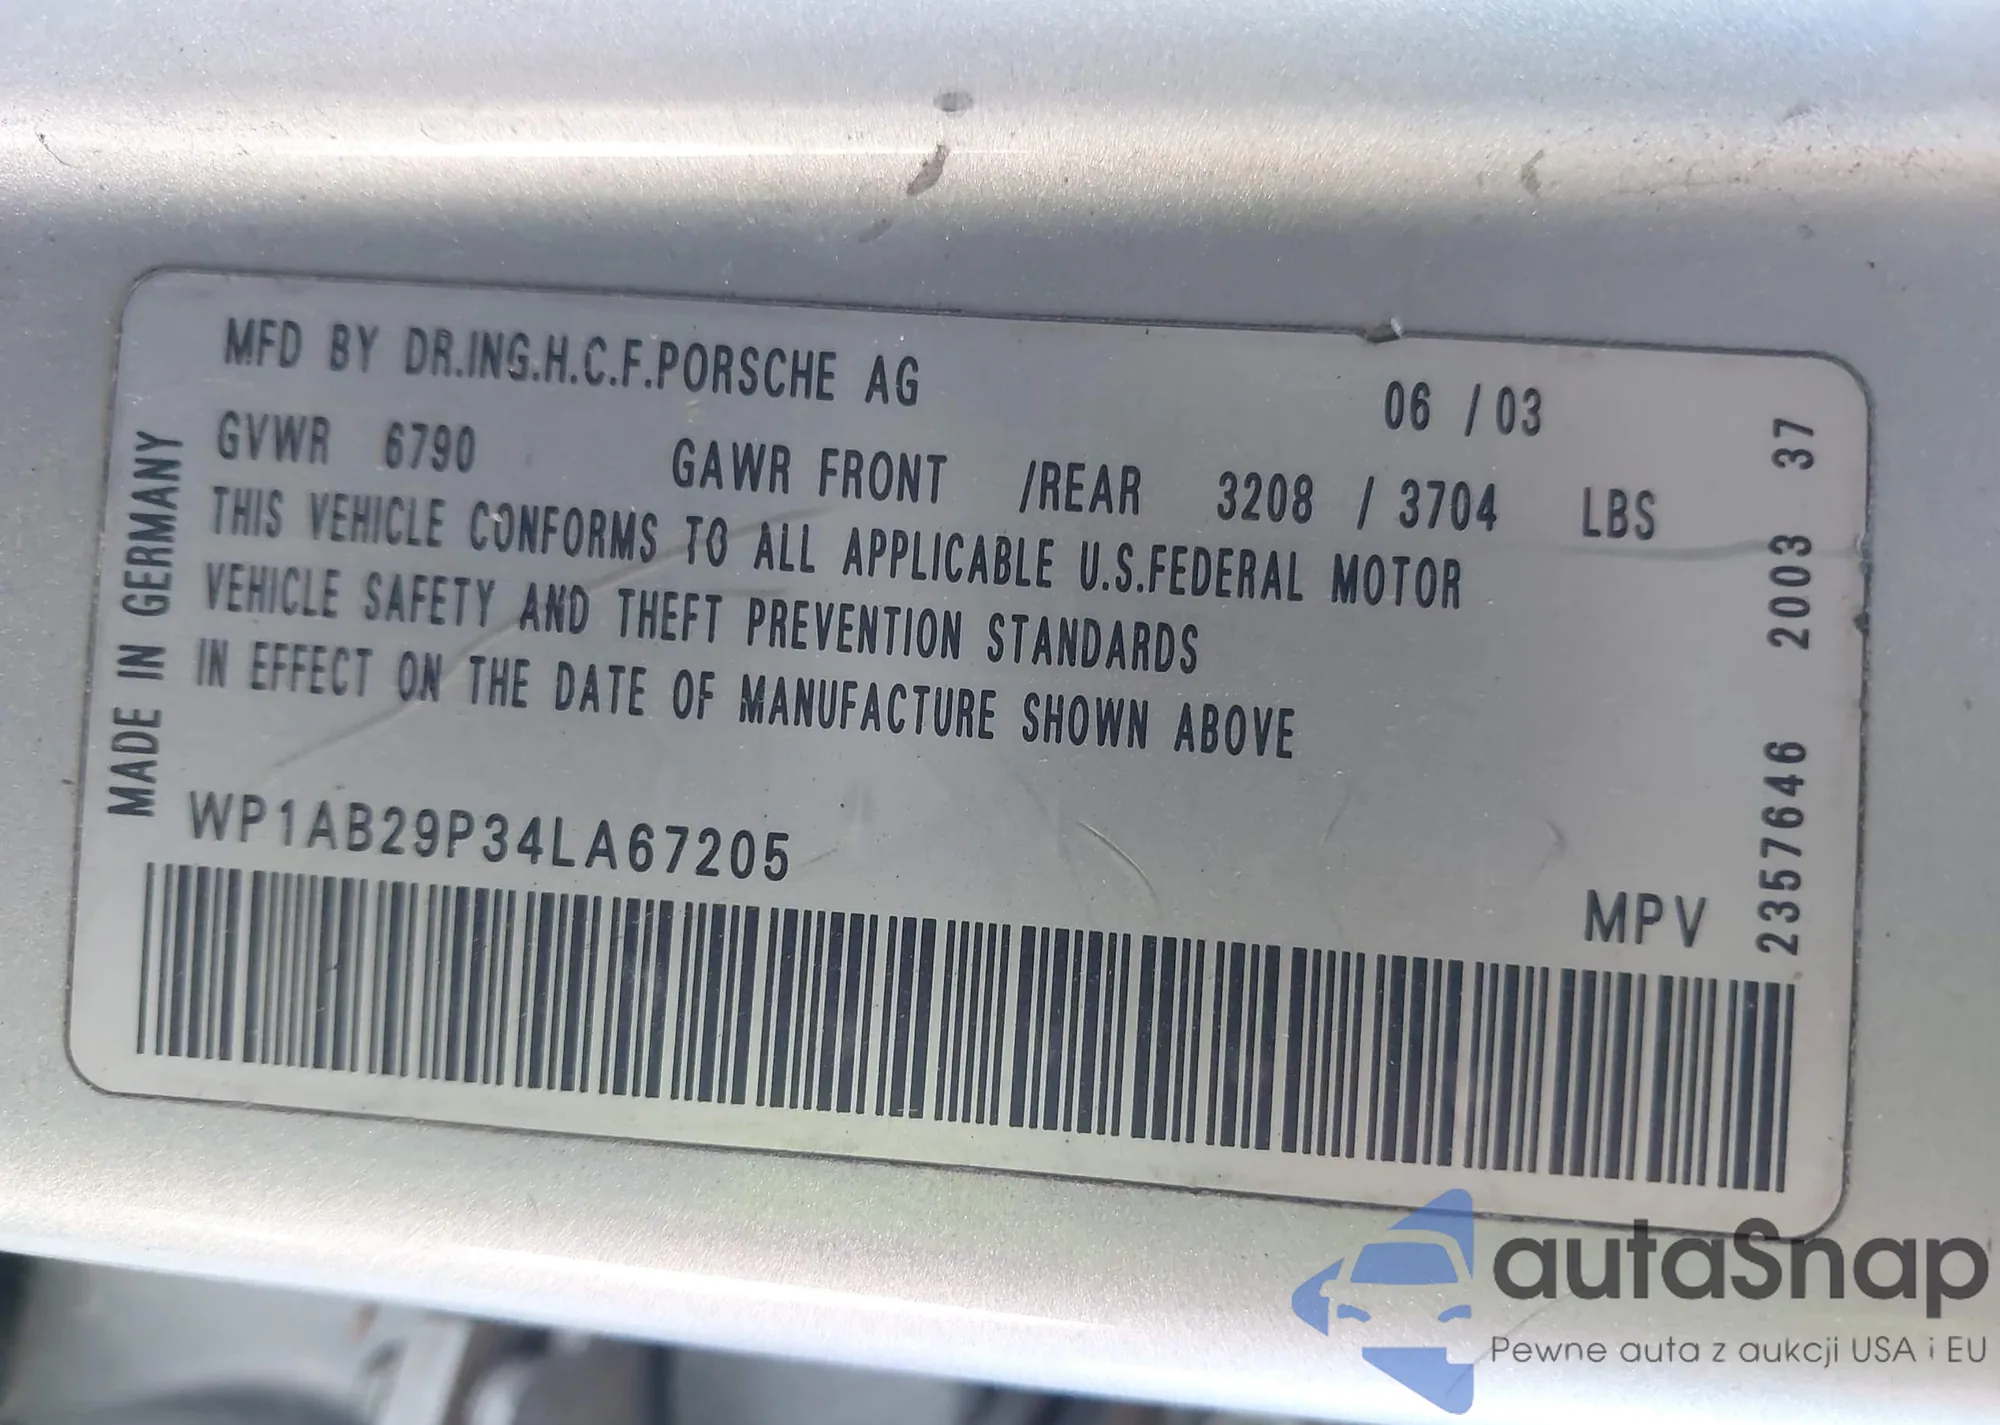 MFD BY DR.ING.H.C.F.PORSCHE AG 06 / 03
GVWR 6790 GAWR FRONT /REAR 3208 / 3704 LBS
THIS VEHICLE CONFORMS TO ALL APPLICABLE U.S.FEDERAL MOTOR
VEHICLE SAFETY AND THEFT PREVENTION STANDARDS
IN EFFECT ON THE DATE OF MANUFACTURE SHOWN ABOVE
WP1AB29P34LA67205
MPV
MADE IN GERMANY
2357646 2003 37
autaSnap
Pewne auta z aukcji USA i EU